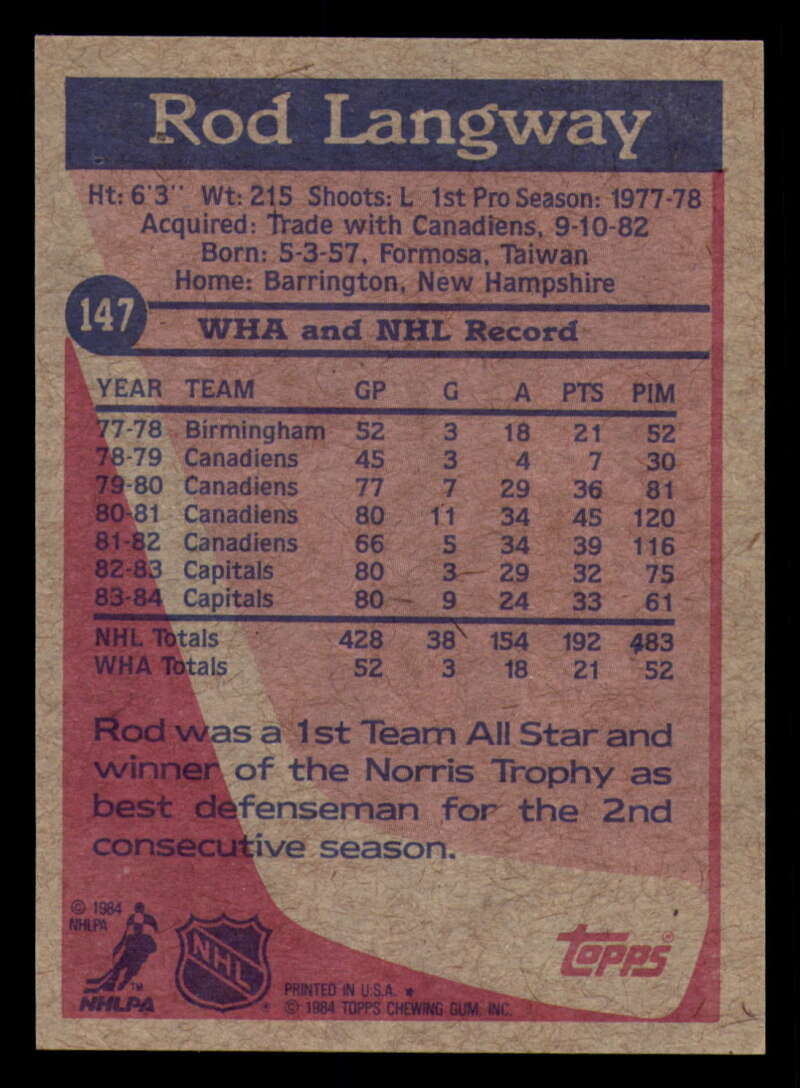 Rod Langway
Ht: 6'3'' Wt: 215 Shoots: L 1st Pro Season: 1977-78
Acquired: Trade with Canadiens, 9-10-82
Born: 5-3-57, Formosa, Taiwan
Home: Barrington, New Hampshire
147
WHA and NHL Record
YEAR TEAM GP G A PTS PIM
77-78 Birmingham 52 3 18 21 52
78-79 Canadiens 45 3 4 7 30
79-80 Canadiens 77 7 29 36 81
80-81 Canadiens 80 11 34 45 120
81-82 Canadiens 66 5 34 39 116
82-83 Capitals 80 3 29 32 75
83-84 Capitals 80 9 24 33 61
NHL Totals 428 38 154 192 483
WHA Totals 52 3 18 21 52
Rod was a 1st Team All Star and
winner of the Norris Trophy as
best defenseman for the 2nd
consecutive season.
© 1984
NHLPA
TM
NHLPA
NHL
PRINTED IN U.S.A. *
© 1984 TOPPS CHEWING GUM, INC.
TOPPS®